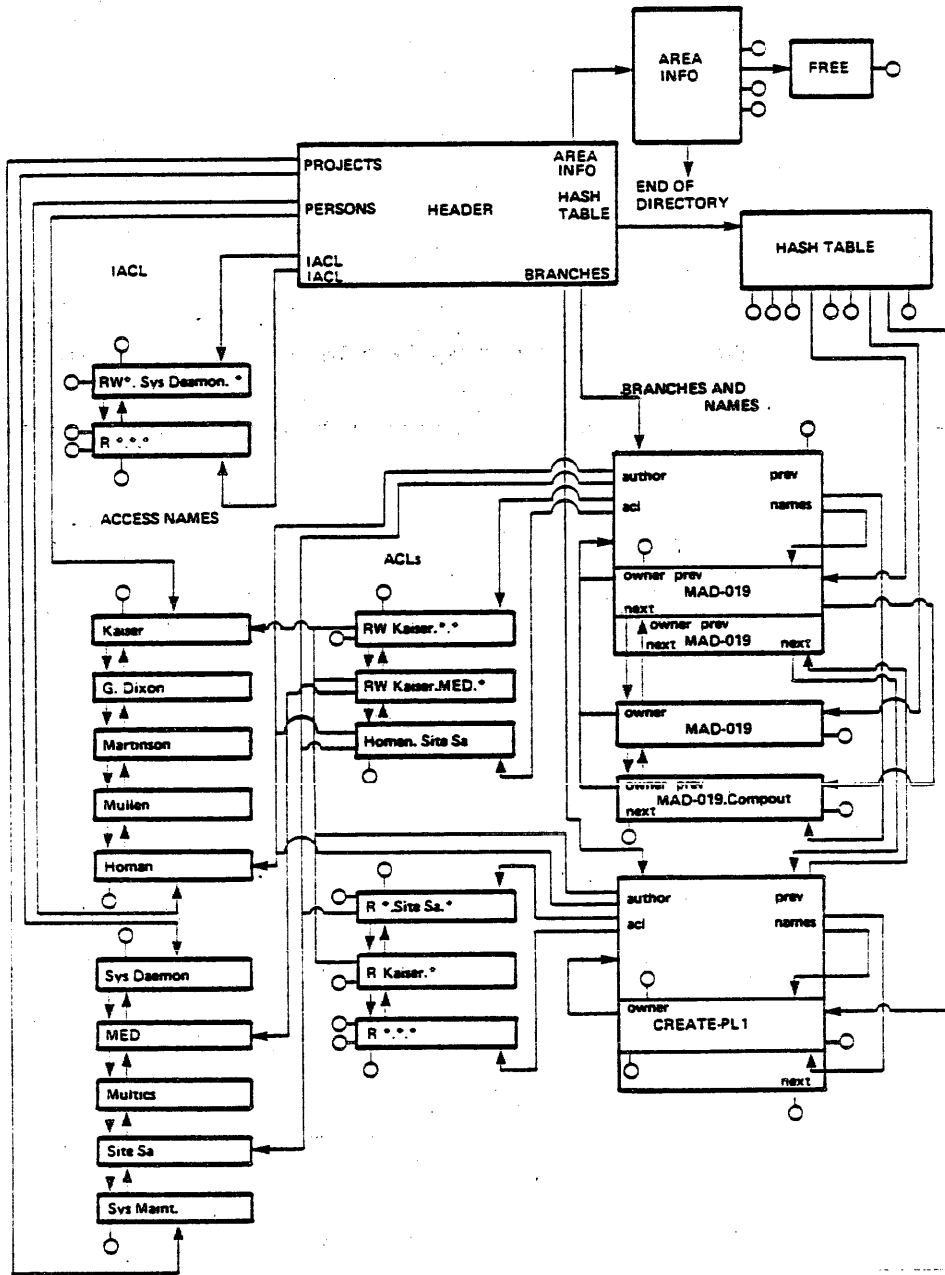 AREA
INFO
FREE
PROJECTS
AREA
INFO
PERSONS
HEADER
HASH
TABLE
END OF
DIRECTORY
HASH TABLE
IACL
IACL
IACL
BRANCHES
RW*. Sys Daemon. *
R *.*.*
BRANCHES AND
NAMES
author
prev
acl
names
ACCESS NAMES
ACLs
owner prev
MAD-019
next
owner prev
MAD-019
next
next
Kaiser
RW Kaiser.*.*
G. Dixon
RW Kaiser.MED.*
owner
MAD-019
Martinson
Homan. Site Sa
owner prev
MAD-019.Compout
next
Mullen
Homan
author
prev
R *.Site Sa.*
acl
names
Sys Daemon
R Kaiser.*
owner
MED
R *.*.*
CREATE-PL1
Multics
next
Site Sa
Sys Maint.